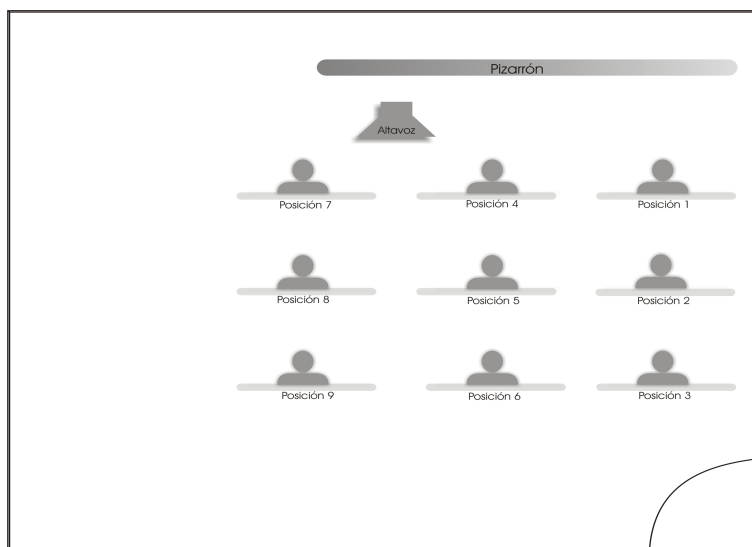 Pizarrón
Altavoz
Posición 7
Posición 4
Posición 1
Posición 8
Posición 5
Posición 2
Posición 9
Posición 6
Posición 3